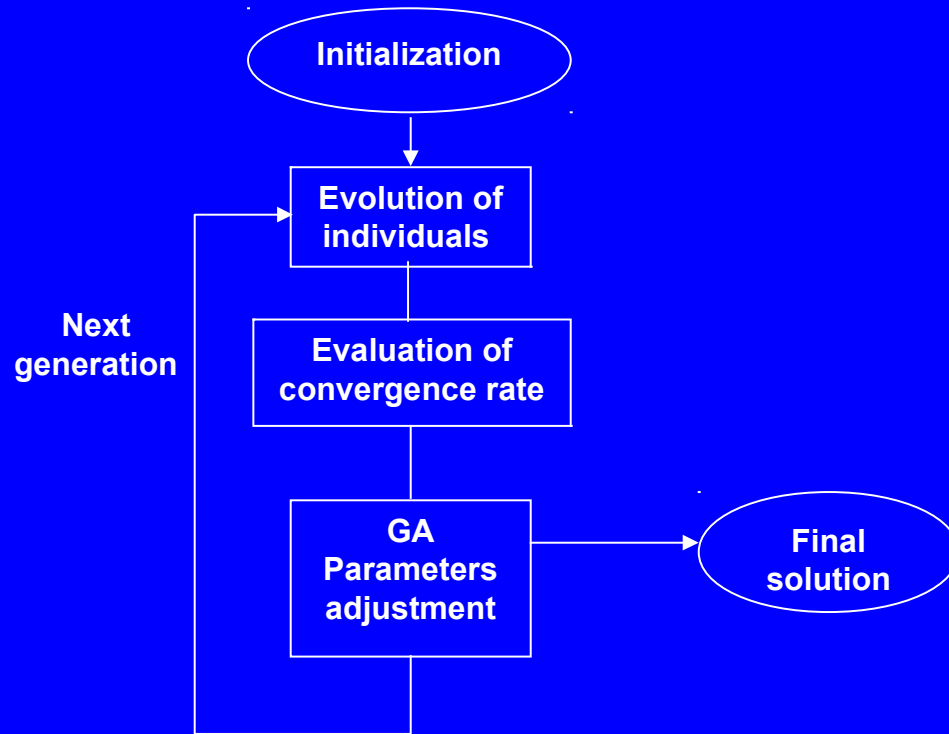 Initialization
Evolution of
individuals
Next
generation
Evaluation of
convergence rate
GA
Parameters
adjustment
Final
solution